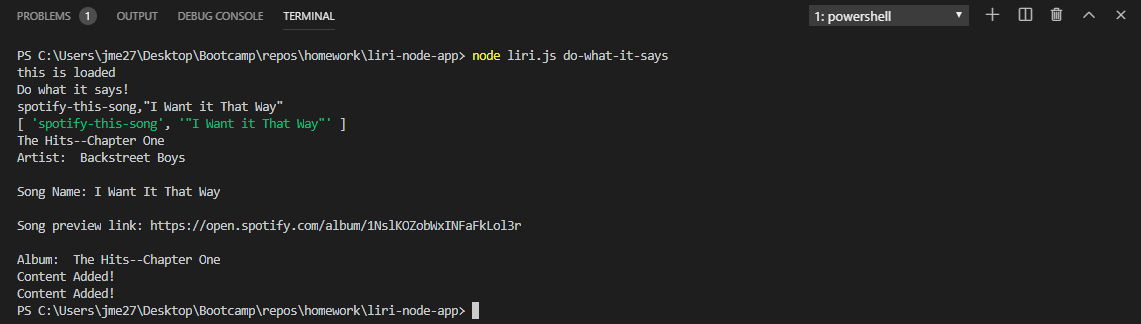 PROBLEMS 1 OUTPUT DEBUG CONSOLE TERMINAL 1: powershell
PS C:\Users\jme27\Desktop\Bootcamp\repos\homework\liri-node-app> node liri.js do-what-it-says
this is loaded
Do what it says!
spotify-this-song,"I Want it That Way"
[ 'spotify-this-song', '"I Want it That Way"' ]
The Hits--Chapter One
Artist:  Backstreet Boys
Song Name: I Want It That Way
Song preview link: https://open.spotify.com/album/1NslKOZobWxINFaFkLol3r
Album:  The Hits--Chapter One
Content Added!
Content Added!
PS C:\Users\jme27\Desktop\Bootcamp\repos\homework\liri-node-app>